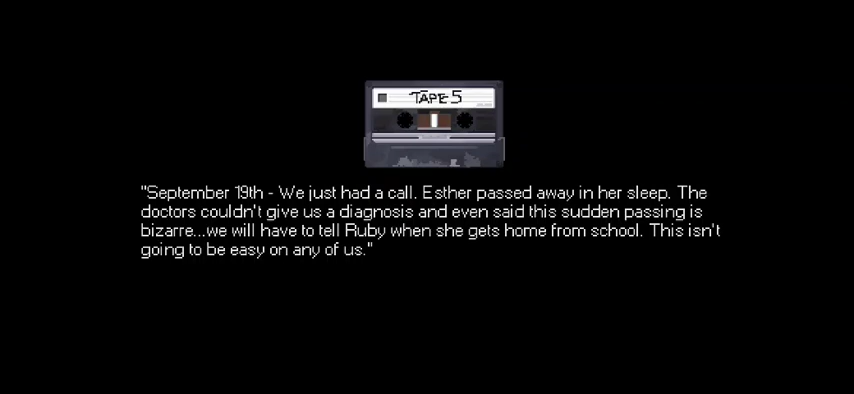 TAPE 5
"September 19th - We just had a call. Esther passed away in her sleep. The
doctors couldn't give us a diagnosis and even said this sudden passing is
bizarre...we will have to tell Ruby when she gets home from school. This isn't
going to be easy on any of us."